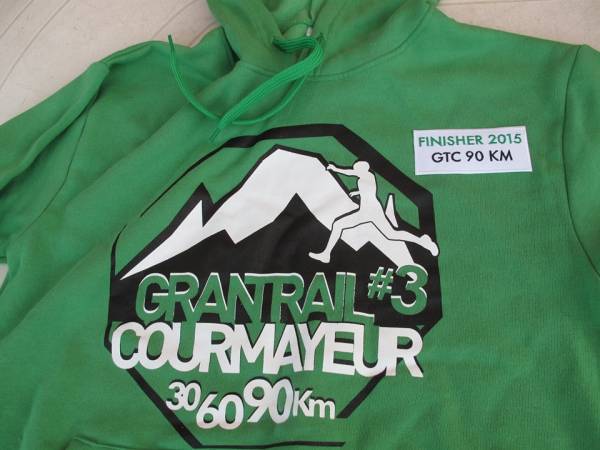 FINISHER 2015
GTC 90 KM
GRANTRAIL #3
COURMAYEUR
30 60 90 Km